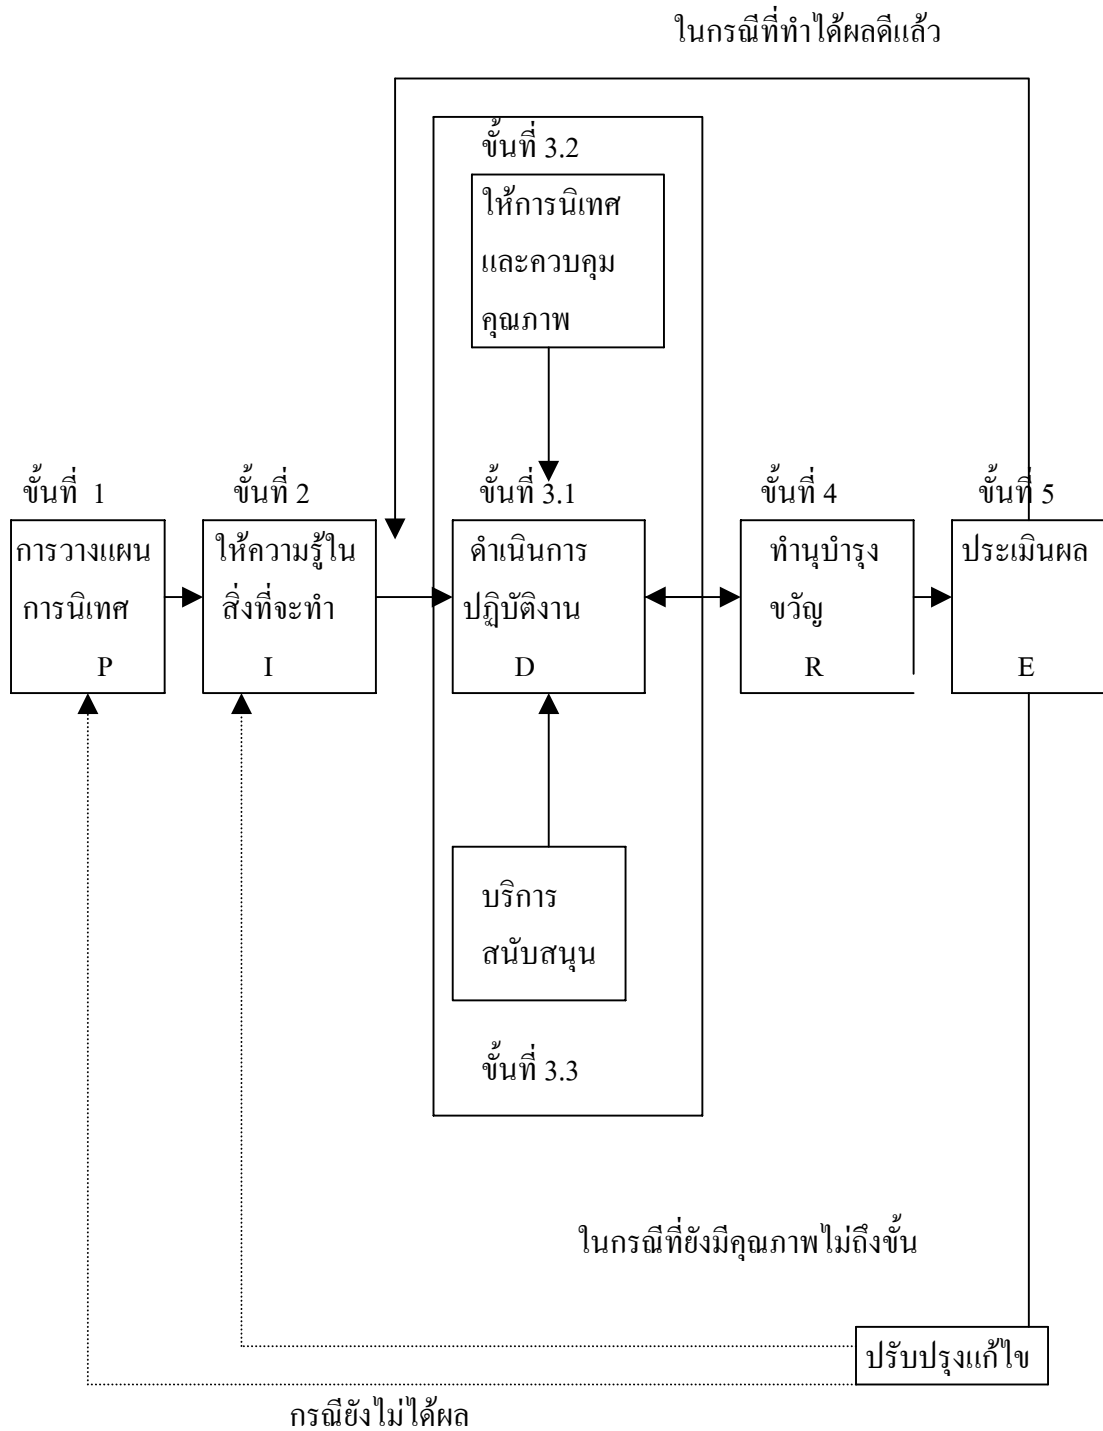 ในกรณีที่ทำได้ผลดีแล้ว
ขั้นที่ 3.2
ให้การนิเทศ
และควบคุม
คุณภาพ
ขั้นที่ 1
การวางแผน
การนิเทศ
P
ขั้นที่ 2
ให้ความรู้ใน
สิ่งที่จะทำ
I
ขั้นที่ 3.1
ดำเนินการ
ปฏิบัติงาน
D
ขั้นที่ 4
ทำนุบำรุง
ขวัญ
R
ขั้นที่ 5
ประเมินผล
E
บริการ
สนับสนุน
ขั้นที่ 3.3
ในกรณีที่ยังมีคุณภาพไม่ถึงขั้น
ปรับปรุงแก้ไข
กรณียังไม่ได้ผล